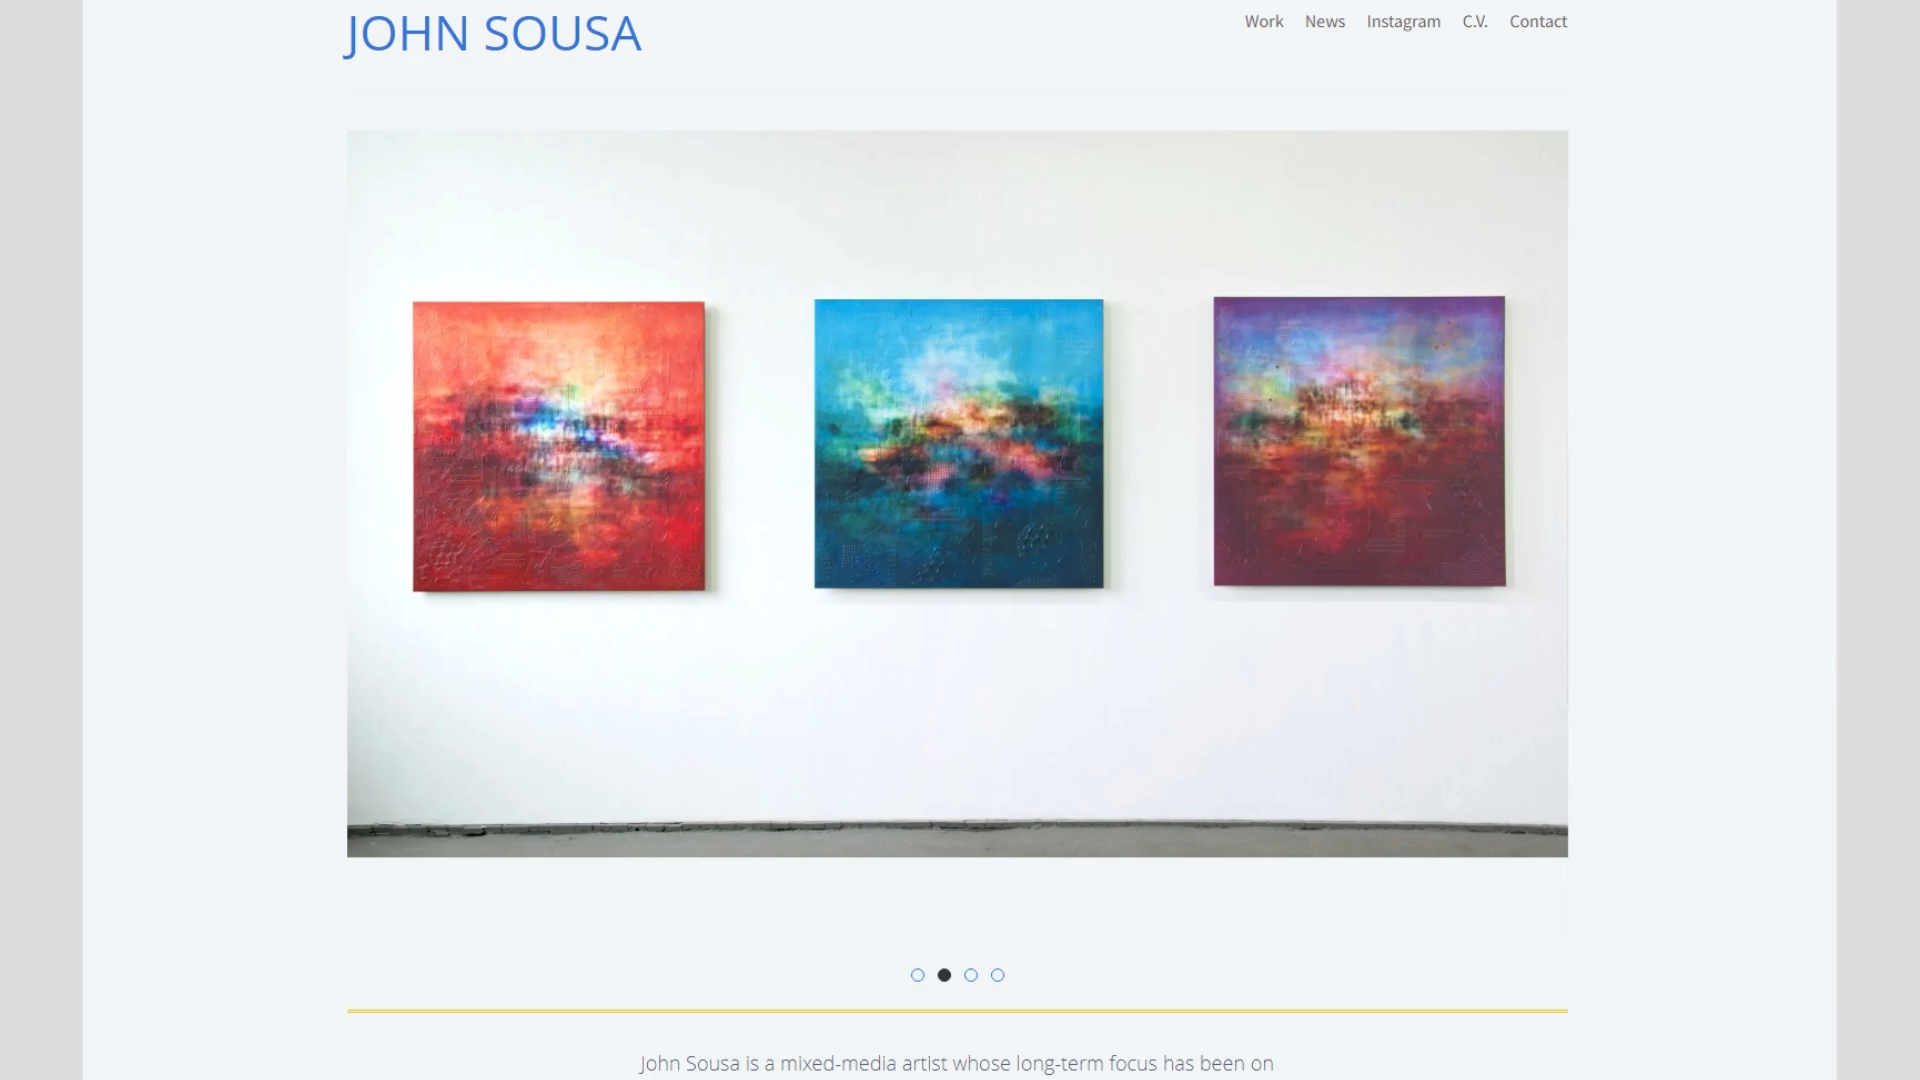 JOHN SOUSA
Work News Instagram C.V. Contact
John Sousa is a mixed-media artist whose long-term focus has been on